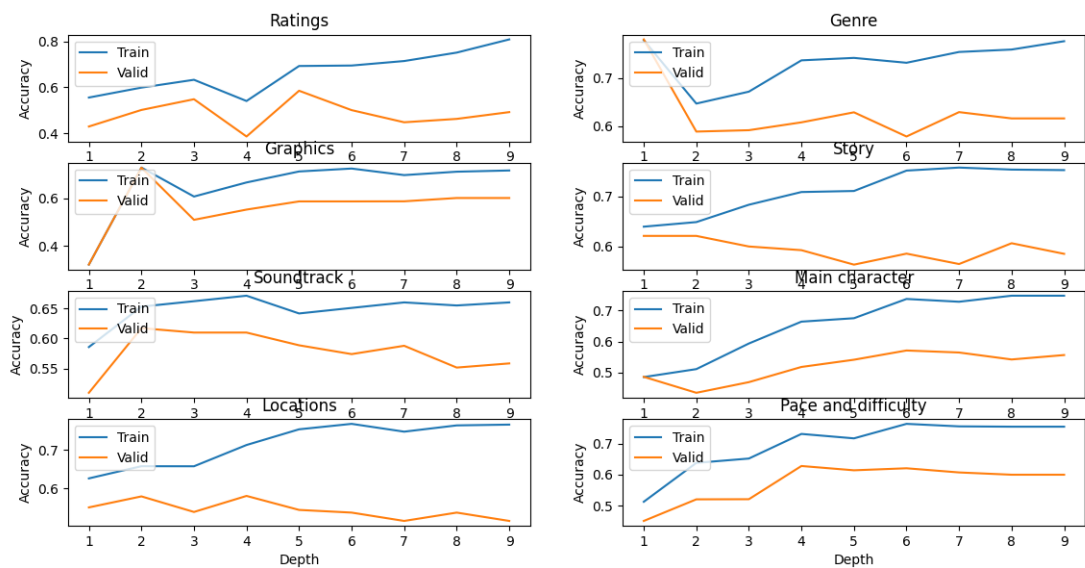 Ratings
Accuracy
0.8
0.6
0.4
Train
Valid
1 2 3 4 5 6 7 8 9
Genre
Accuracy
0.7
0.6
Train
Valid
1 2 3 4 5 6 7 8 9
Graphics
Accuracy
0.6
0.4
Train
Valid
1 2 3 4 5 6 7 8 9
Story
Accuracy
0.7
0.6
Train
Valid
1 2 3 4 5 6 7 8 9
Soundtrack
Accuracy
0.65
0.60
0.55
Train
Valid
1 2 3 4 5 6 7 8 9
Main character
Accuracy
0.7
0.6
0.5
Train
Valid
1 2 3 4 5 6 7 8 9
Locations
Accuracy
0.7
0.6
Train
Valid
1 2 3 4 5 6 7 8 9
Depth
Pace and difficulty
Accuracy
0.7
0.6
0.5
Train
Valid
1 2 3 4 5 6 7 8 9
Depth